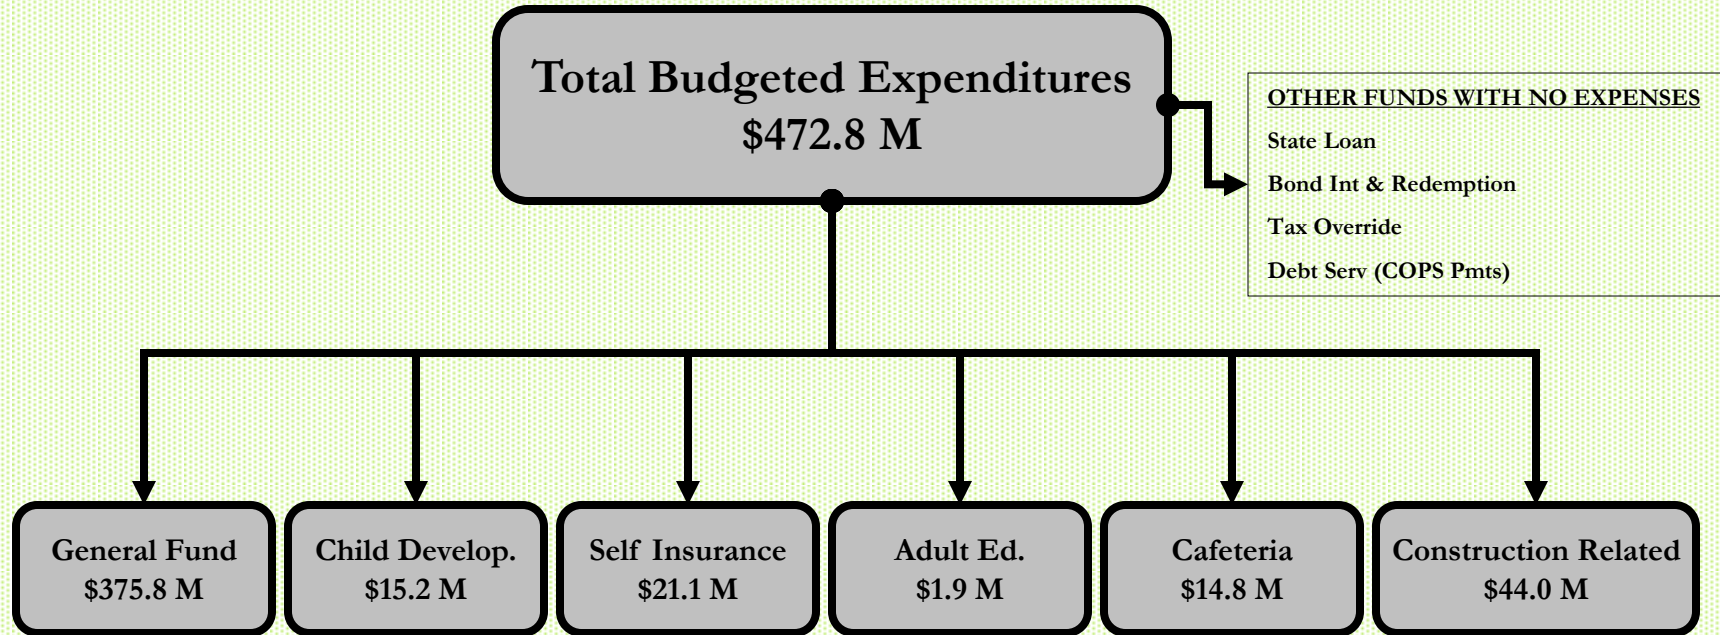 Total Budgeted Expenditures
$472.8 M
OTHER FUNDS WITH NO EXPENSES
State Loan
Bond Int & Redemption
Tax Override
Debt Serv (COPS Pmts)
General Fund
$375.8 M
Child Develop.
$15.2 M
Self Insurance
$21.1 M
Adult Ed.
$1.9 M
Cafeteria
$14.8 M
Construction Related
$44.0 M